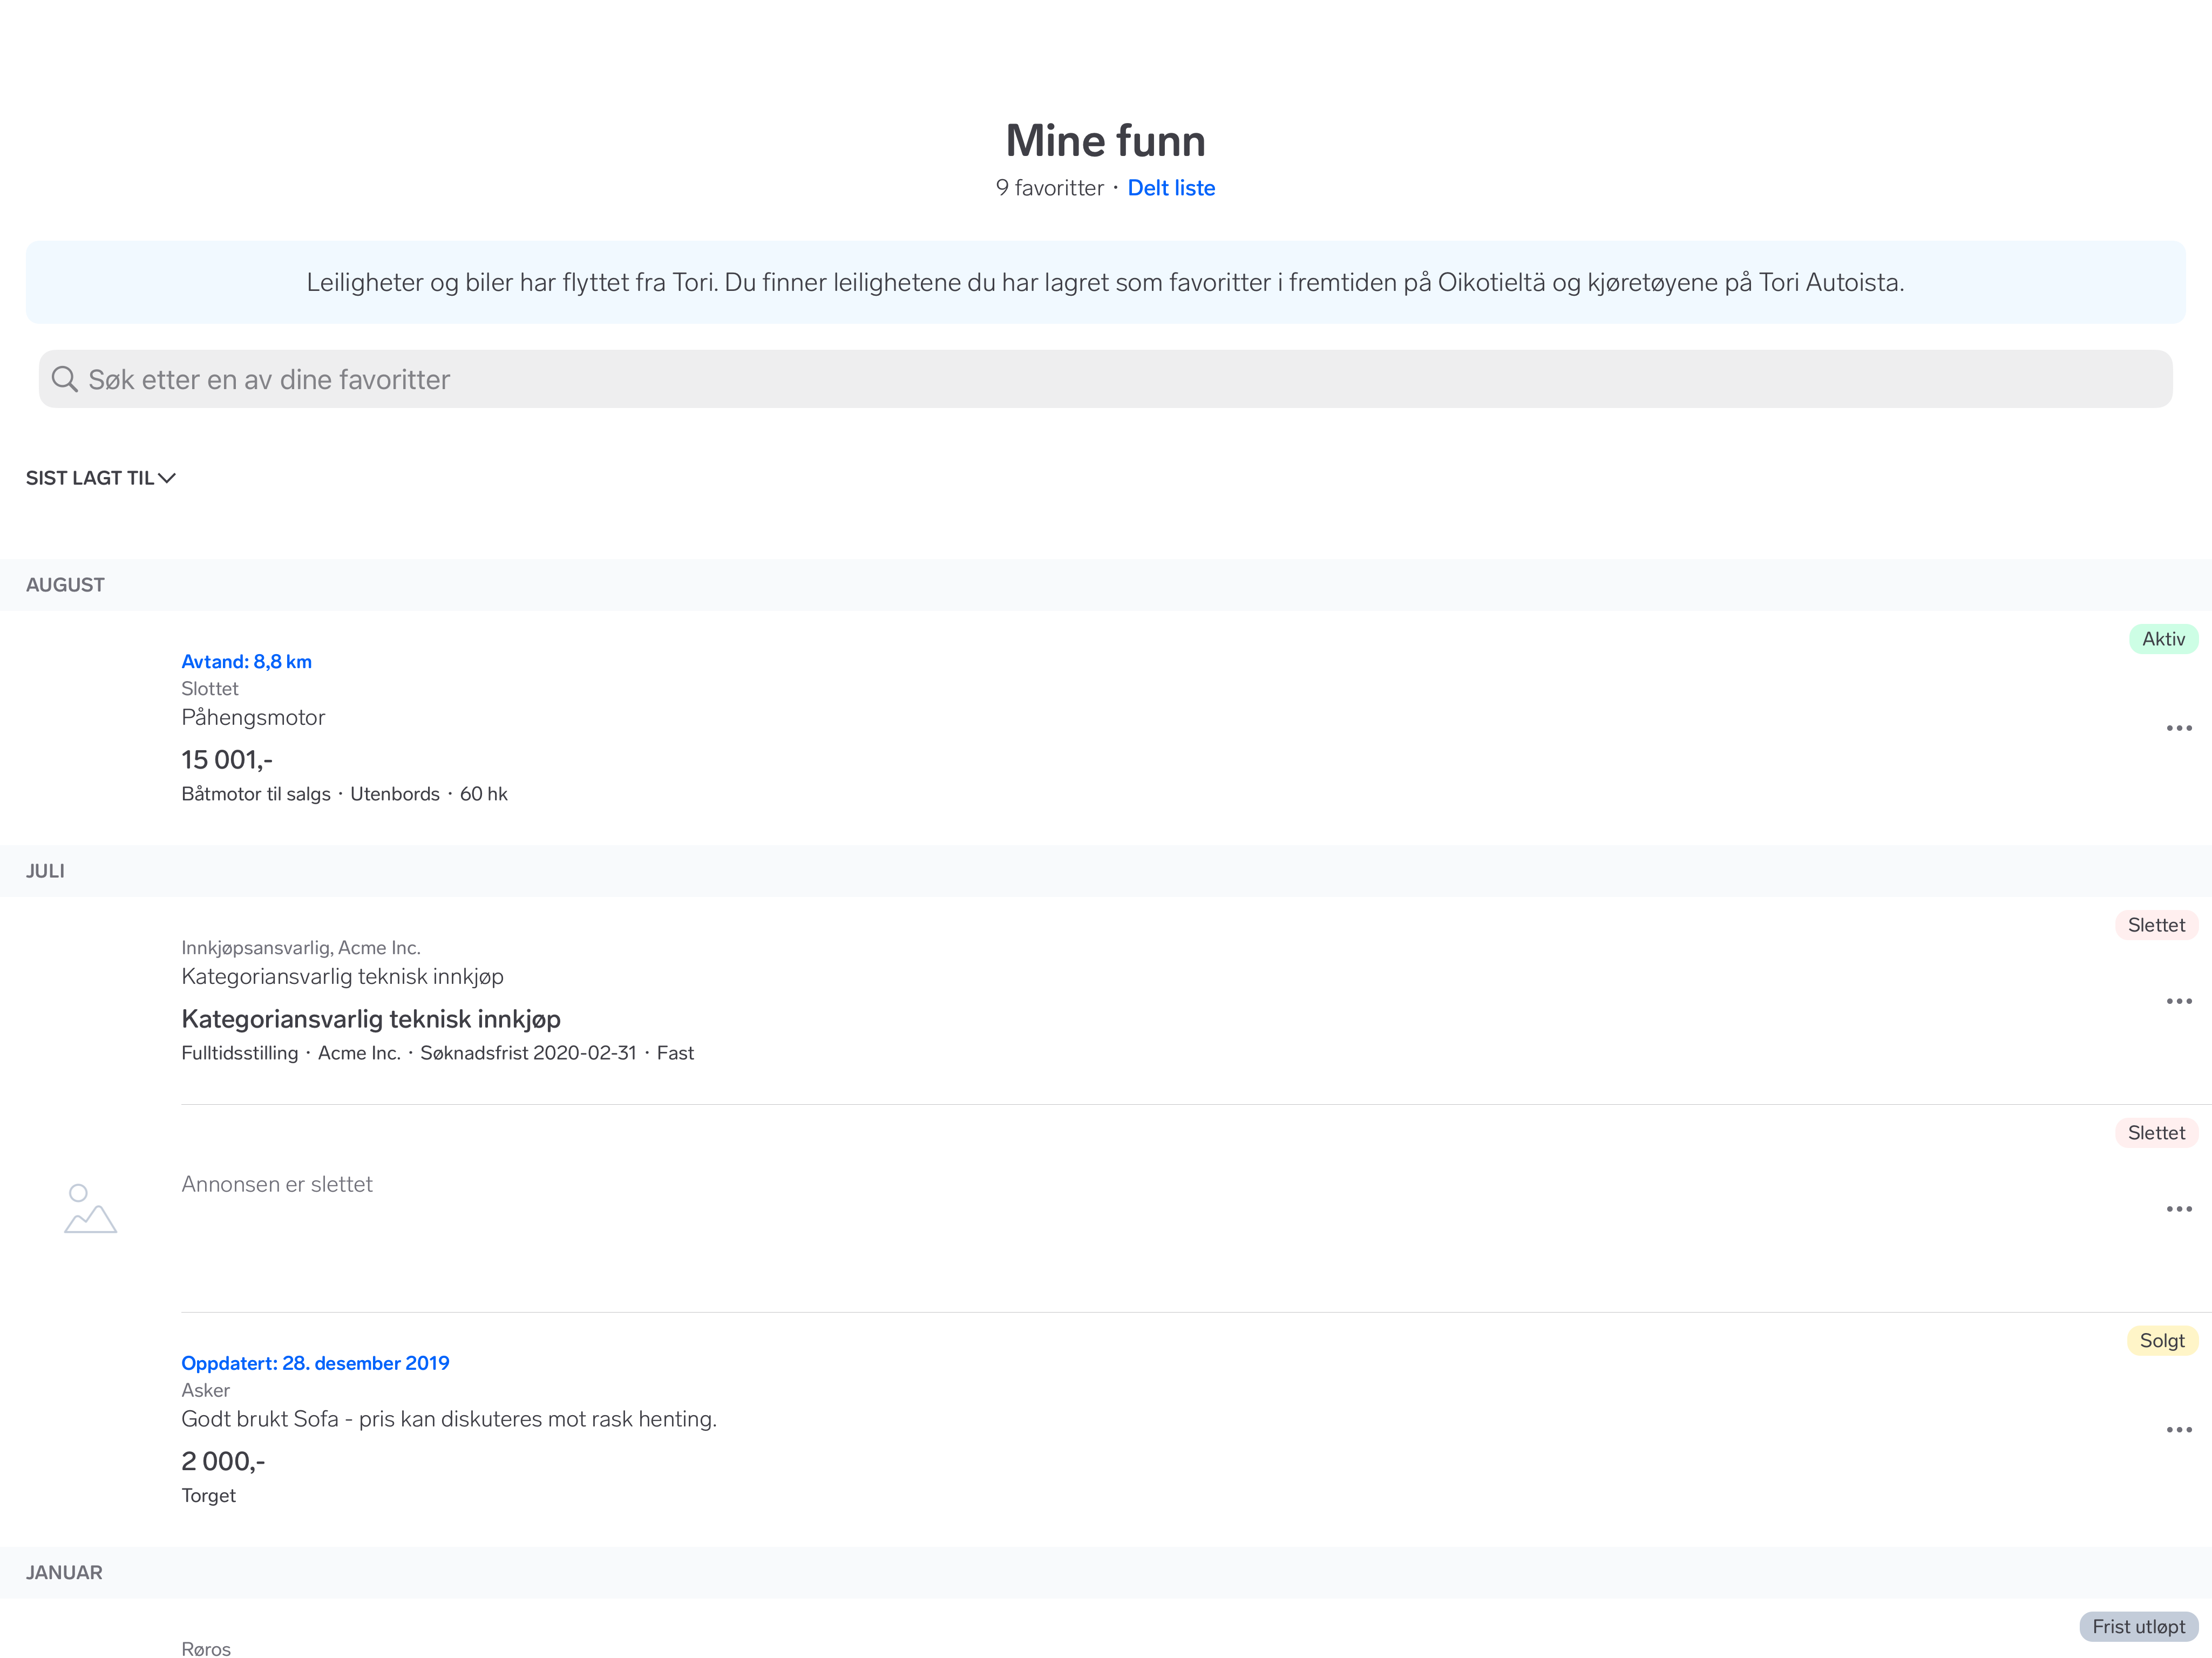 Mine funn
9 favoritter · Delt liste
Leiligheter og biler har flyttet fra Tori. Du finner leilighetene du har lagret som favoritter i fremtiden på Oikotieltä og kjøretøyene på Tori Autoista.
Søk etter en av dine favoritter
SIST LAGT TIL
AUGUST
Aktiv
Avtand: 8,8 km
Slottet
Påhengsmotor
15 001,-
Båtmotor til salgs · Utenbords · 60 hk
JULI
Slettet
Innkjøpsansvarlig, Acme Inc.
Kategoriansvarlig teknisk innkjøp
Kategoriansvarlig teknisk innkjøp
Fulltidsstilling · Acme Inc. · Søknadsfrist 2020-02-31 · Fast
Slettet
Annonsen er slettet
Solgt
Oppdatert: 28. desember 2019
Asker
Godt brukt Sofa - pris kan diskuteres mot rask henting.
2 000,-
Torget
JANUAR
Frist utløpt
Røros